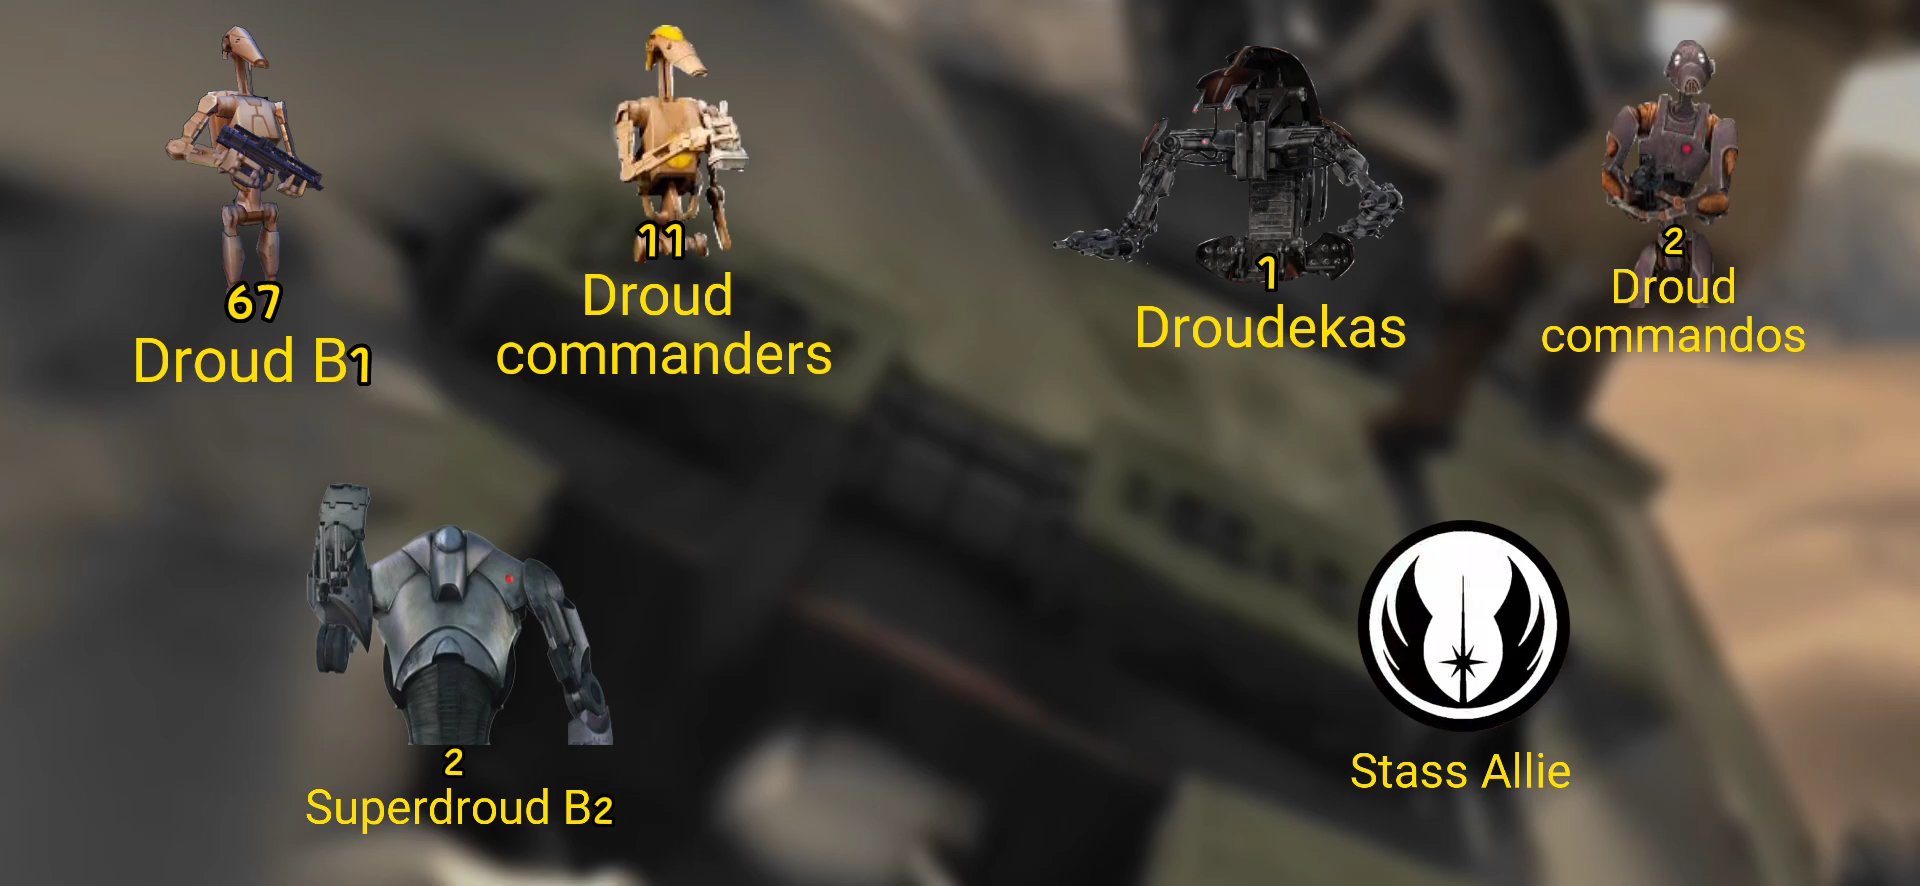 67
Droud B1
11
Droud
commanders
1
Droudekas
2
Droud
commandos
2
Superdroud B2
Stass Allie